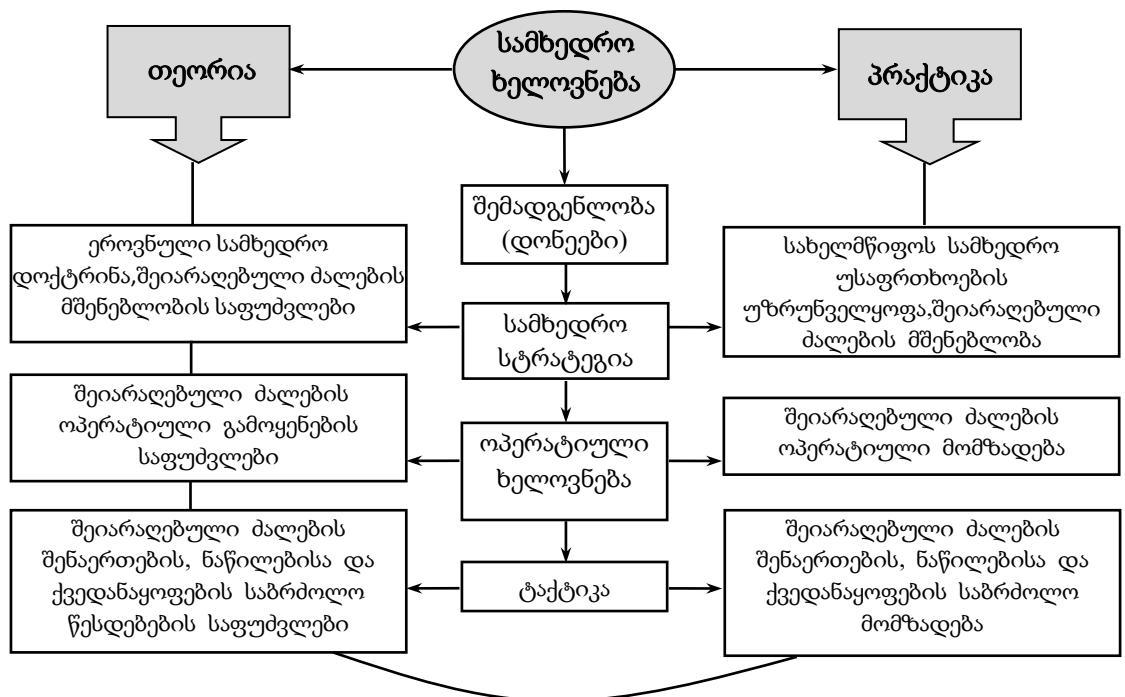 სამხედრო
ხელოვნება
თეორია
პრაქტიკა
შემადგენლობა
(დონეები)
ეროვნული სამხედრო
დოქტრინა,შეიარაღებული ძალების
მშენებლობის საფუძვლები
სამხედრო
სტრატეგია
სახელმწიფოს სამხედრო
უსაფრთხოების
უზრუნველყოფა,შეიარაღებული
ძალების მშენებლობა
შეიარაღებული ძალების
ოპერატიული გამოყენების
საფუძვლები
ოპერატიული
ხელოვნება
შეიარაღებული ძალების
ოპერატიული მომზადება
შეიარაღებული ძალების
შენაერთების, ნაწილებისა და
ქვედანაყოფების საბრძოლო
წესდებების საფუძვლები
ტაქტიკა
შეიარაღებული ძალების
შენაერთების, ნაწილებისა და
ქვედანაყოფების საბრძოლო
მომზადება